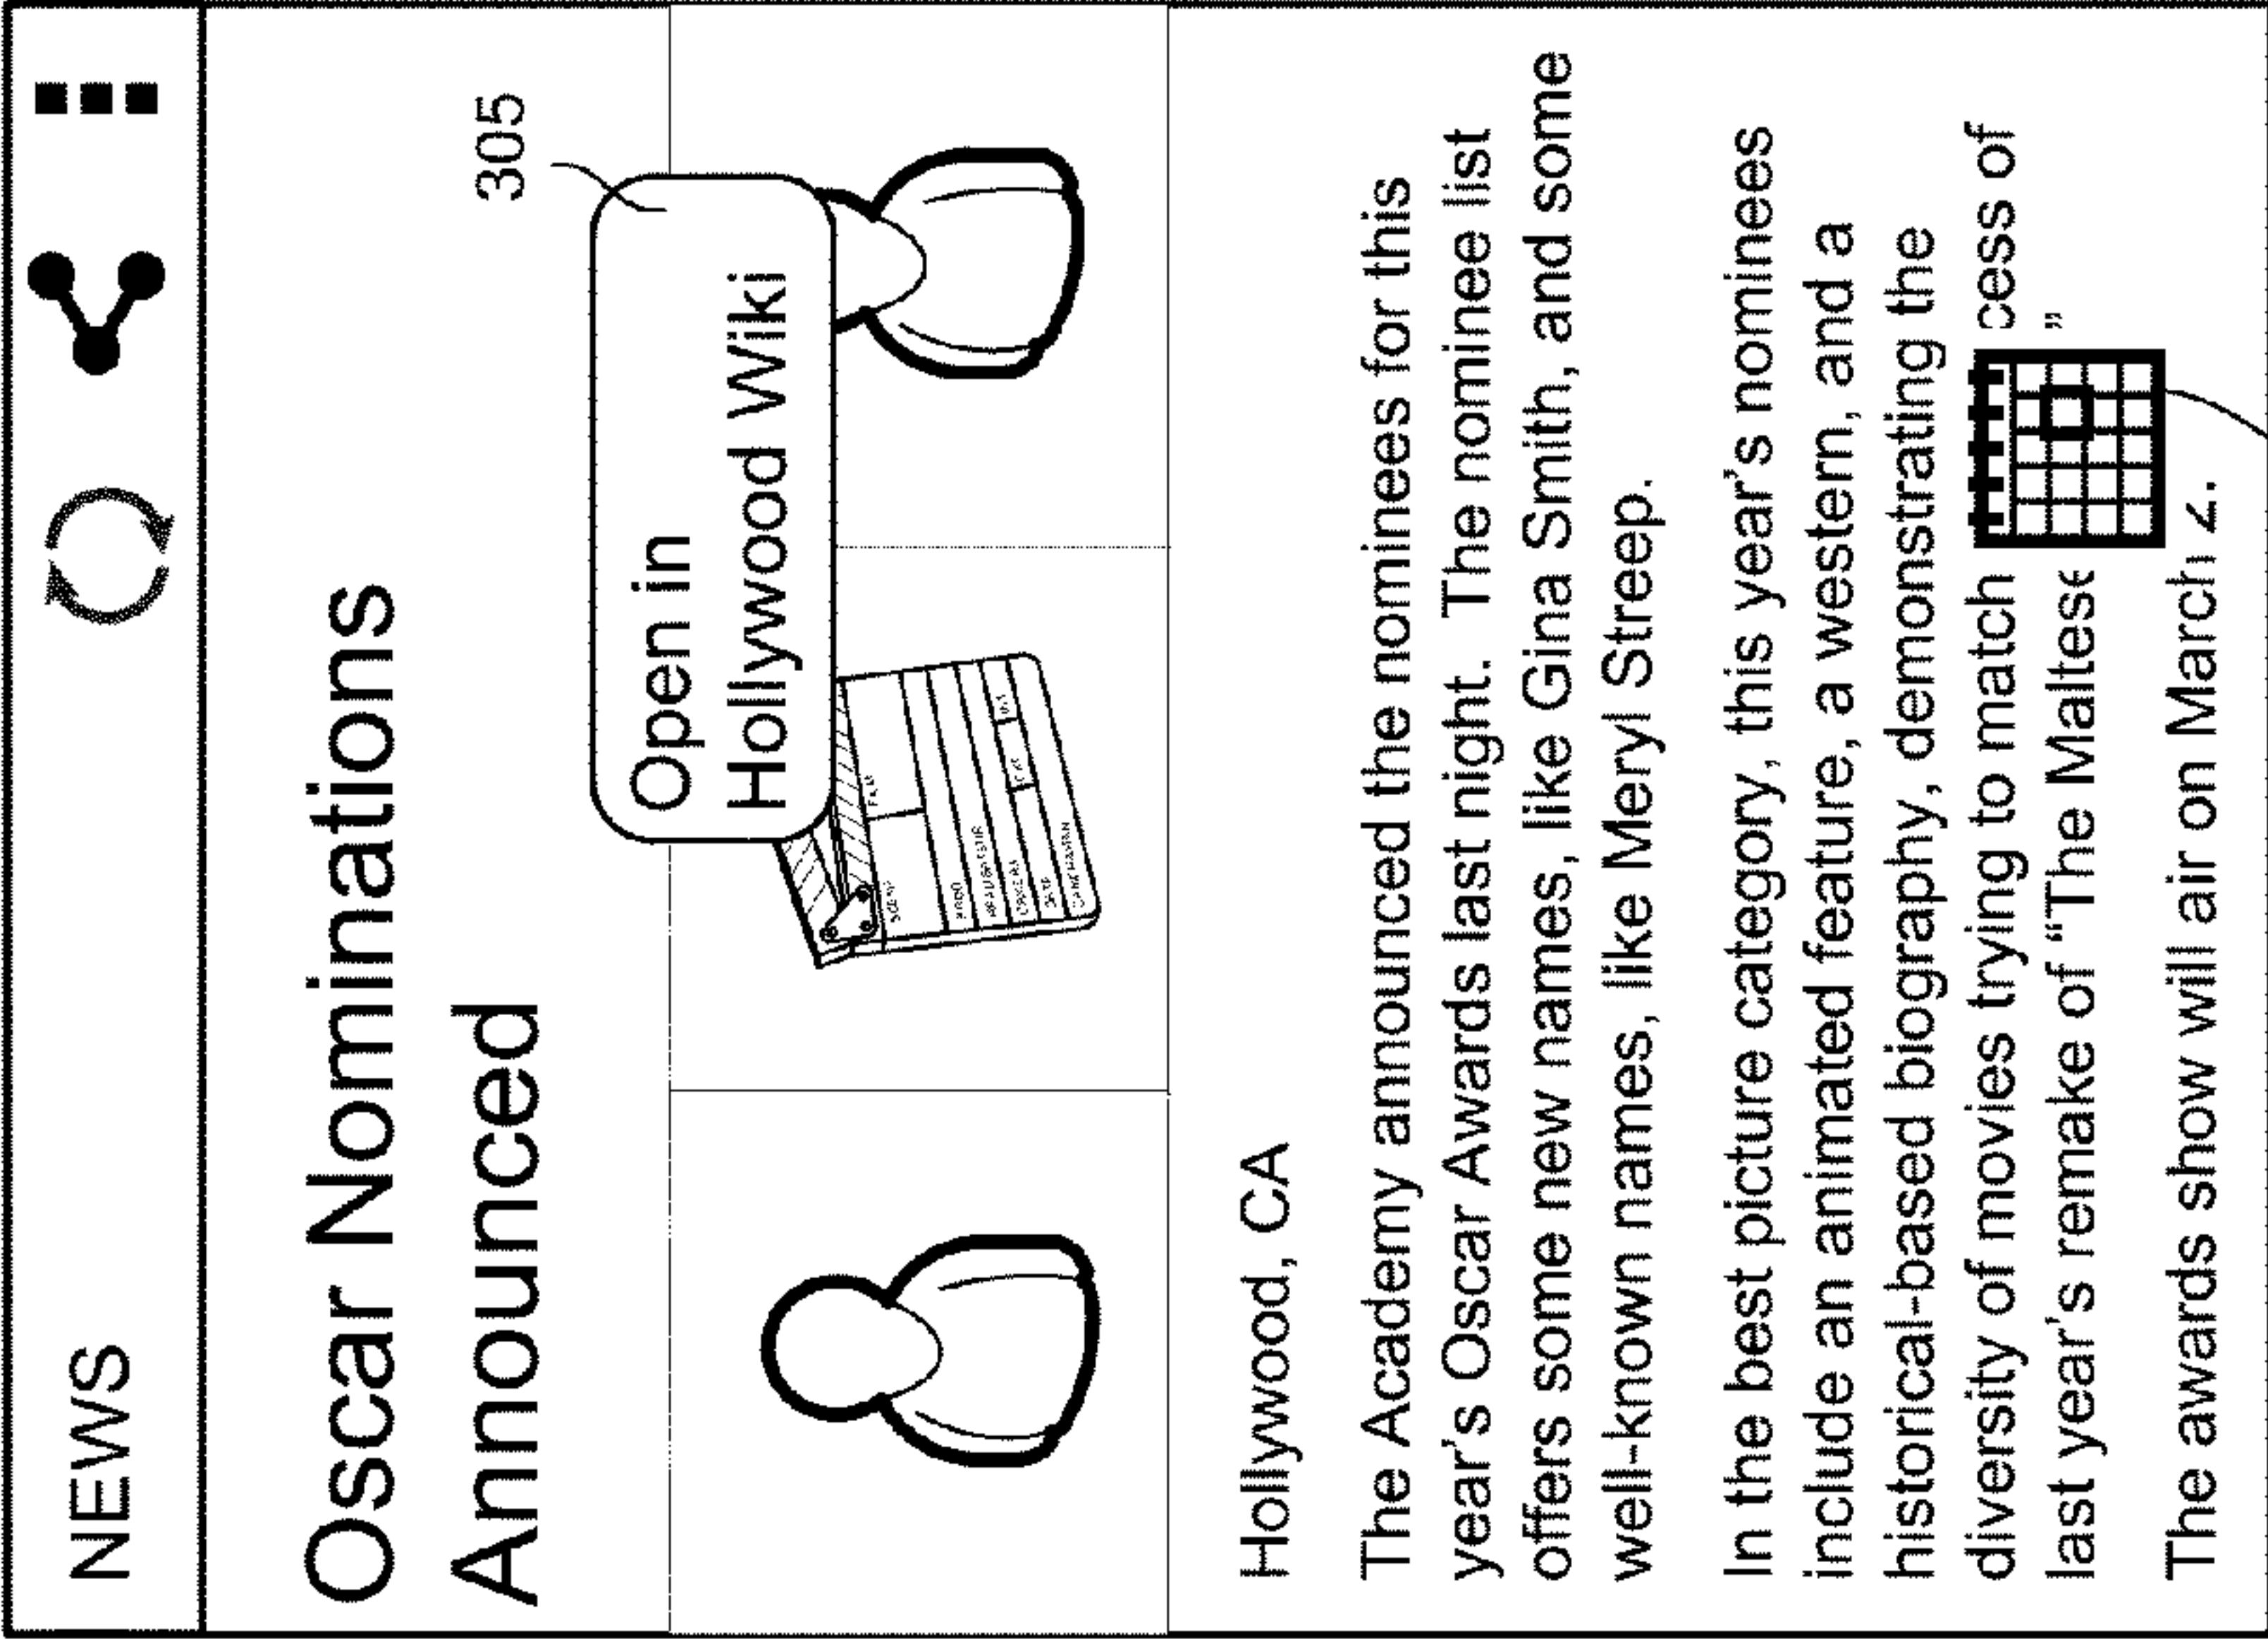 NEWS
Oscar Nominations
Announced
305
Open in
Hollywood Wiki
Hollywood, CA
The Academy announced the nominees for this
year's Oscar Awards last night. The nominee list
offers some new names, like Gina Smith, and some
well-known names, like Meryl Streep.
In the best picture category, this year's nominees
include an animated feature, a western, and a
historical-based biography, demonstrating the
diversity of movies trying to match cess of
last year's remake of “The Maltese ”
The awards show will air on March 2.